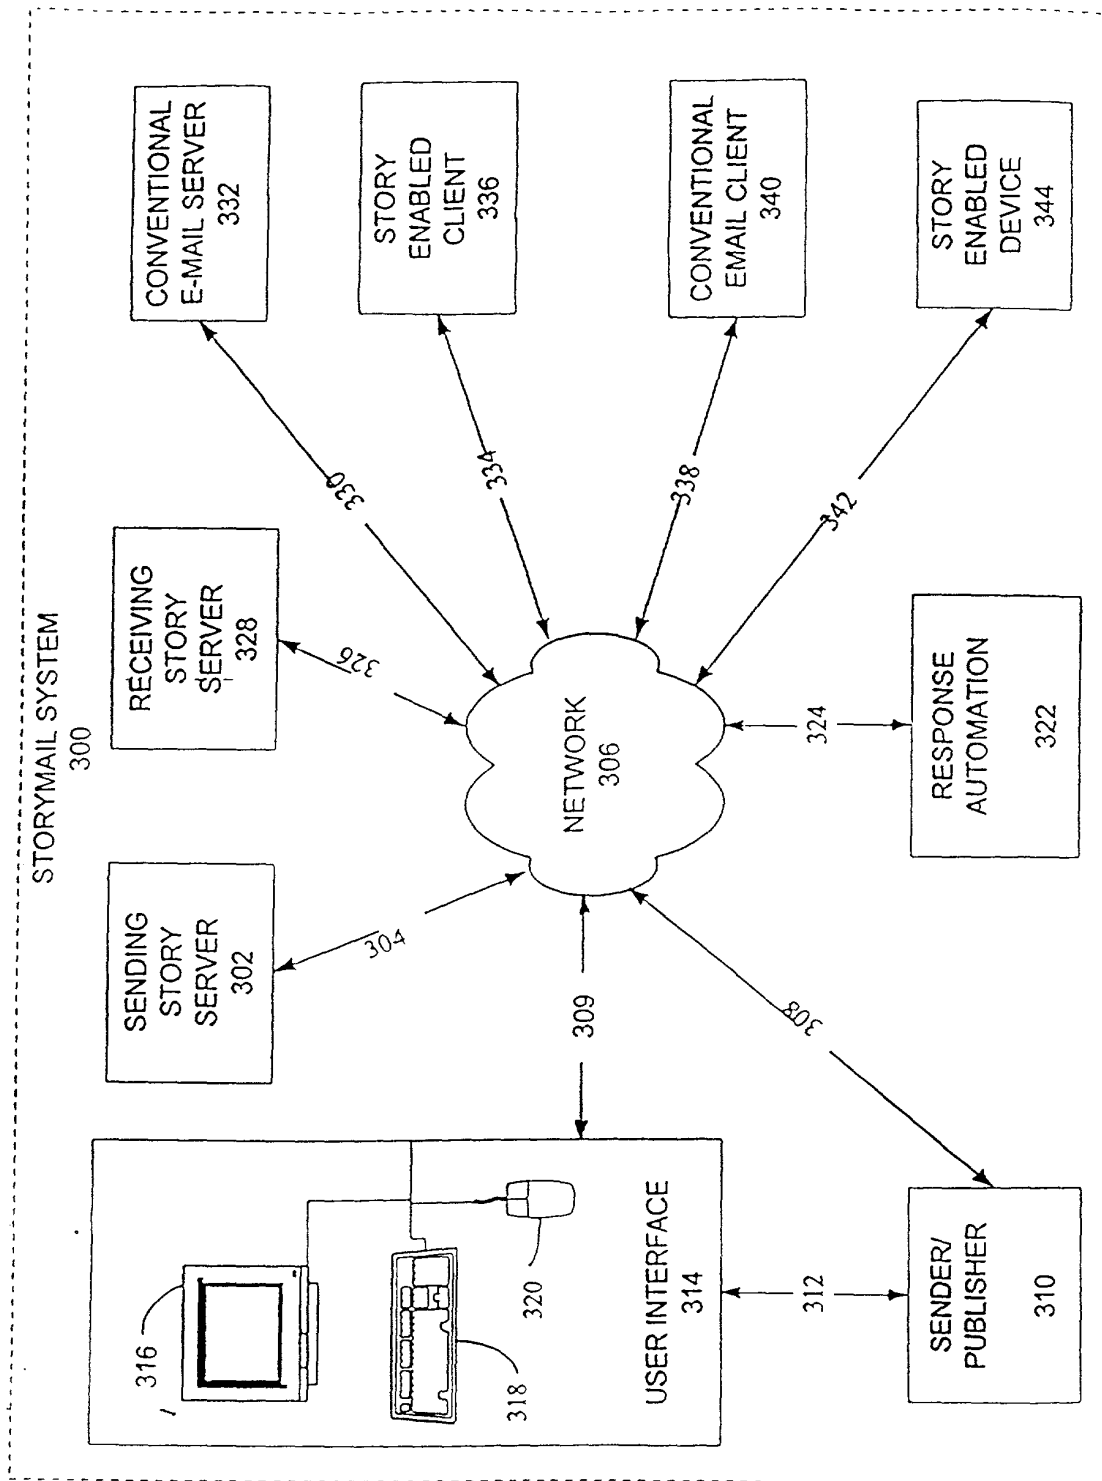 STORYMAIL SYSTEM
300
SENDING
STORY
SERVER
302
RECEIVING
STORY
SERVER
328
CONVENTIONAL
E-MAIL SERVER
332
STORY
ENABLED
CLIENT
336
CONVENTIONAL
EMAIL CLIENT
340
STORY
ENABLED
DEVICE
344
304
326
330
334
338
342
NETWORK
306
309
308
324
316
318
320
USER INTERFACE
314
312
SENDER/
PUBLISHER
310
RESPONSE
AUTOMATION
322